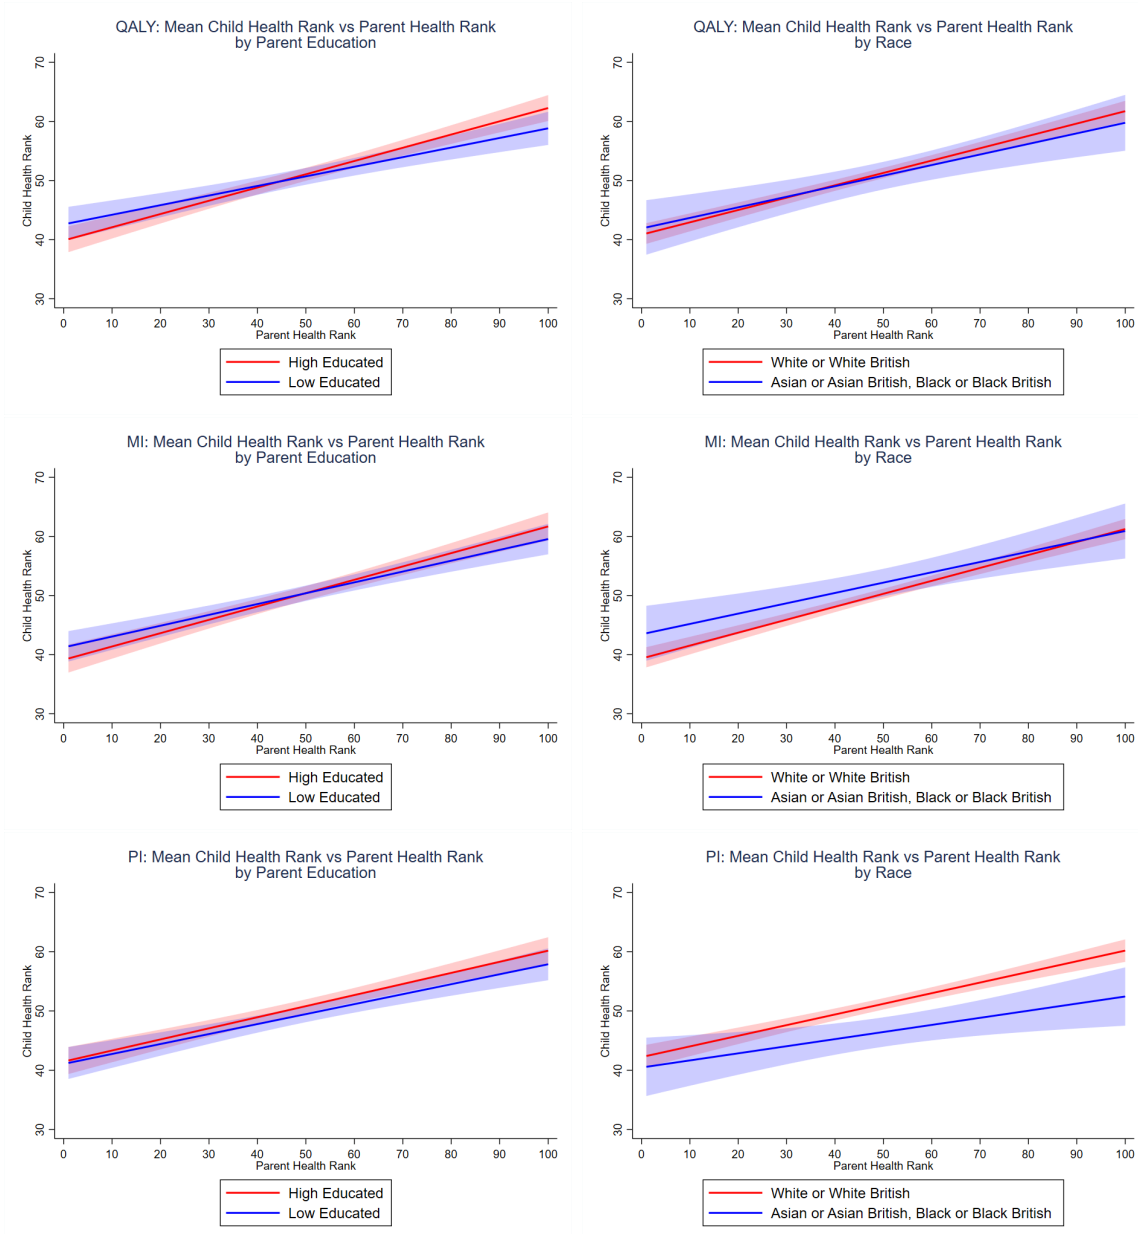 QALY: Mean Child Health Rank vs Parent Health Rank
by Parent Education
Child Health Rank
70
60
50
40
30
0 10 20 30 40 50 60 70 80 90 100
Parent Health Rank
High Educated
Low Educated
QALY: Mean Child Health Rank vs Parent Health Rank
by Race
Child Health Rank
70
60
50
40
30
0 10 20 30 40 50 60 70 80 90 100
Parent Health Rank
White or White British
Asian or Asian British, Black or Black British
MI: Mean Child Health Rank vs Parent Health Rank
by Parent Education
Child Health Rank
70
60
50
40
30
0 10 20 30 40 50 60 70 80 90 100
Parent Health Rank
High Educated
Low Educated
MI: Mean Child Health Rank vs Parent Health Rank
by Race
Child Health Rank
70
60
50
40
30
0 10 20 30 40 50 60 70 80 90 100
Parent Health Rank
White or White British
Asian or Asian British, Black or Black British
PI: Mean Child Health Rank vs Parent Health Rank
by Parent Education
Child Health Rank
70
60
50
40
30
0 10 20 30 40 50 60 70 80 90 100
Parent Health Rank
High Educated
Low Educated
PI: Mean Child Health Rank vs Parent Health Rank
by Race
Child Health Rank
70
60
50
40
30
0 10 20 30 40 50 60 70 80 90 100
Parent Health Rank
White or White British
Asian or Asian British, Black or Black British